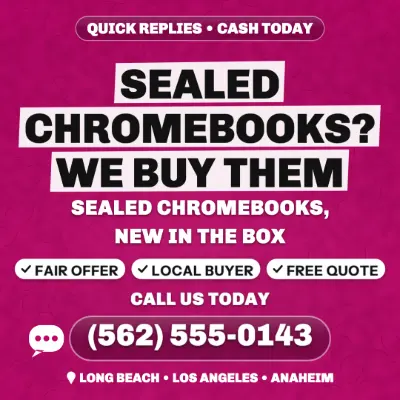 QUICK REPLIES • CASH TODAY
SEALED
CHROMEBOOKS?
WE BUY THEM
SEALED CHROMEBOOKS,
NEW IN THE BOX
✓ FAIR OFFER ✓ LOCAL BUYER ✓ FREE QUOTE
CALL US TODAY
(562) 555-0143
LONG BEACH • LOS ANGELES • ANAHEIM